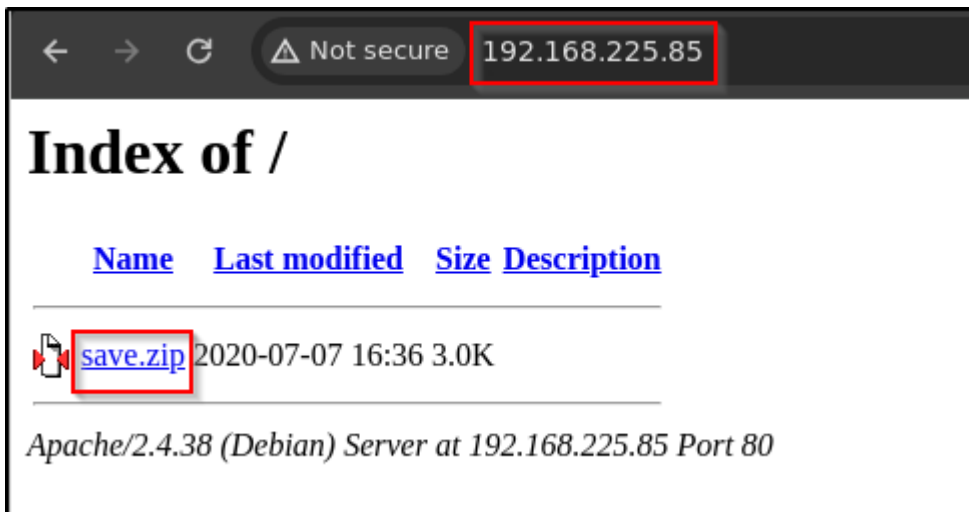 Not secure 192.168.225.85
Index of /
Name Last modified Size Description
save.zip 2020-07-07 16:36 3.0K
Apache/2.4.38 (Debian) Server at 192.168.225.85 Port 80